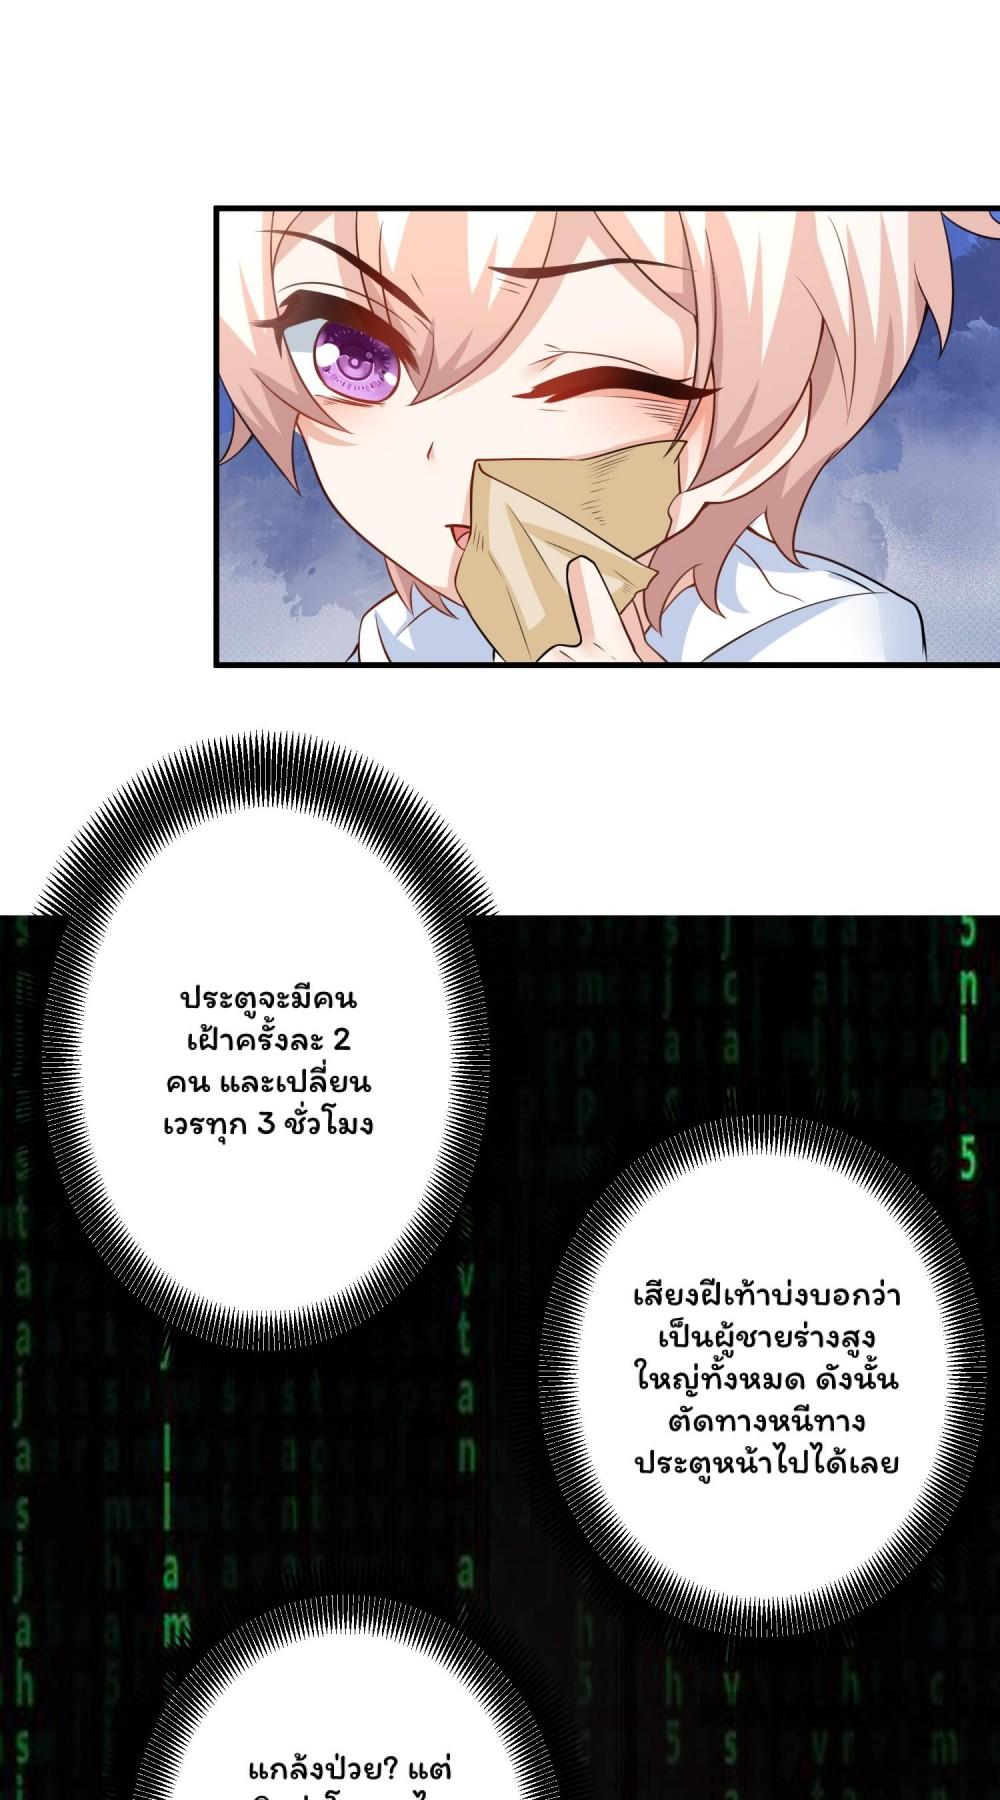 ประตูจะมีคน
เฝ้าครั้งละ 2
คน และเปลี่ยน
เวรทุก 3 ชั่วโมง
เสียงฝีเท้าบ่งบอกว่า
เป็นผู้ชายร่างสูง
ใหญ่ทั้งหมด ดังนั้น
ตัดทางหนีทาง
ประตูหน้าไปได้เลย
แกล้งป่วย? แต่